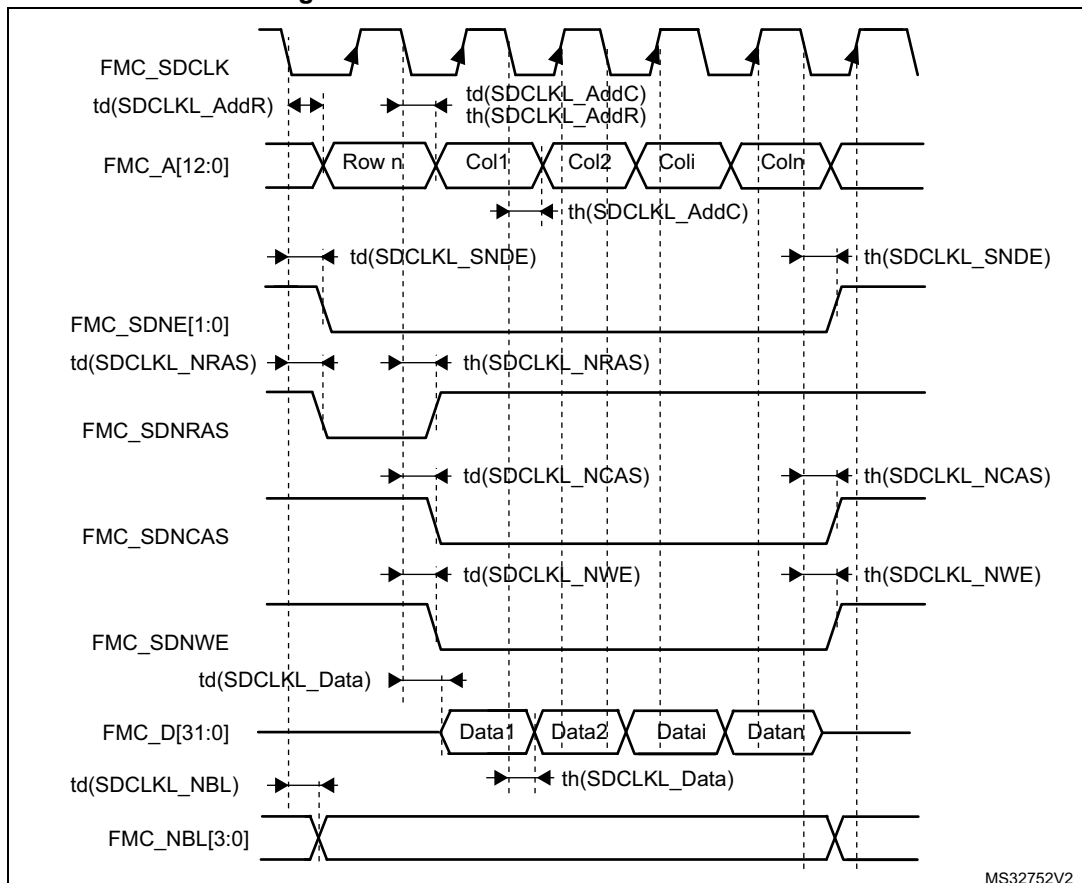 FMC_SDCLK
td(SDCLKL_AddR)
td(SDCLKL_AddC)
th(SDCLKL_AddR)
FMC_A[12:0]
Row n
Col1
Col2
Coli
Coln
th(SDCLKL_AddC)
td(SDCLKL_SNDE)
th(SDCLKL_SNDE)
FMC_SDNE[1:0]
td(SDCLKL_NRAS)
th(SDCLKL_NRAS)
FMC_SDNRAS
td(SDCLKL_NCAS)
th(SDCLKL_NCAS)
FMC_SDNCAS
td(SDCLKL_NWE)
th(SDCLKL_NWE)
FMC_SDNWE
td(SDCLKL_Data)
FMC_D[31:0]
Data1
Data2
Datai
Datan
th(SDCLKL_Data)
td(SDCLKL_NBL)
FMC_NBL[3:0]
MS32752V2